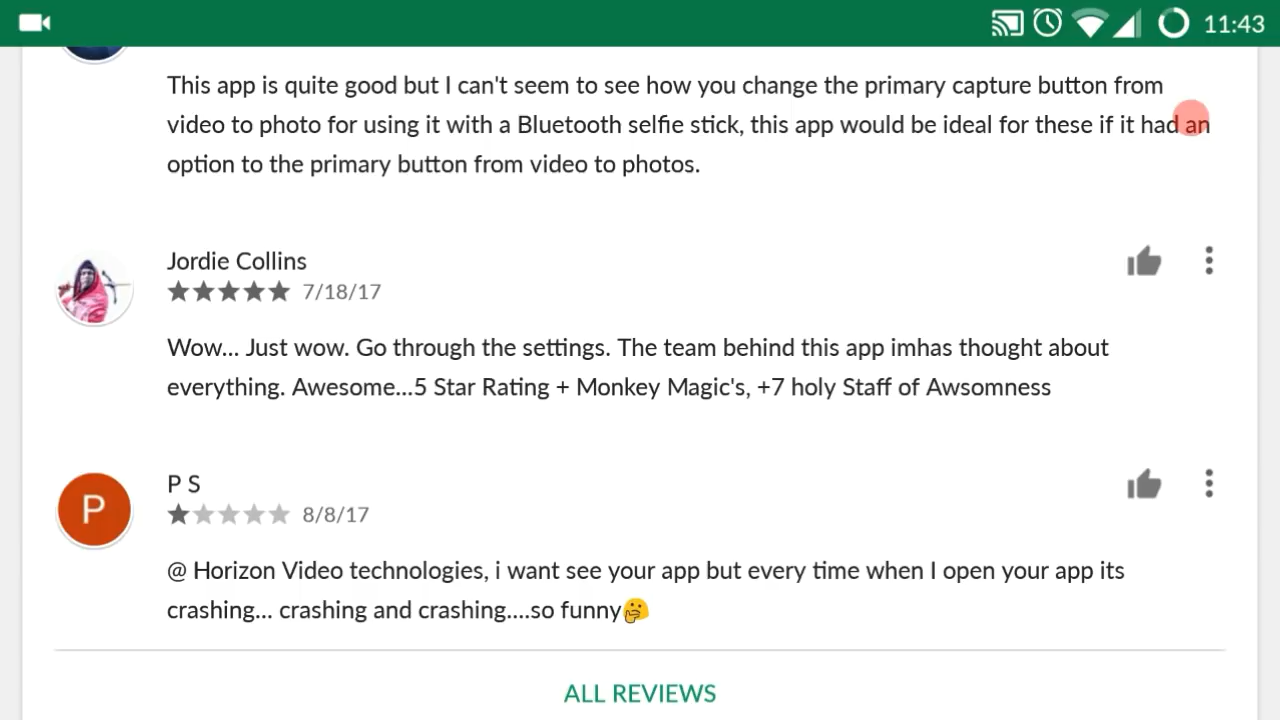 11:43
This app is quite good but I can't seem to see how you change the primary capture button from
video to photo for using it with a Bluetooth selfie stick, this app would be ideal for these if it had an
option to the primary button from video to photos.
Jordie Collins
7/18/17
Wow... Just wow. Go through the settings. The team behind this app imhas thought about
everything. Awesome...5 Star Rating + Monkey Magic's, +7 holy Staff of Awsomness
P
P S
8/8/17
@ Horizon Video technologies, i want see your app but every time when I open your app its
crashing... crashing and crashing....so funny🤔
ALL REVIEWS